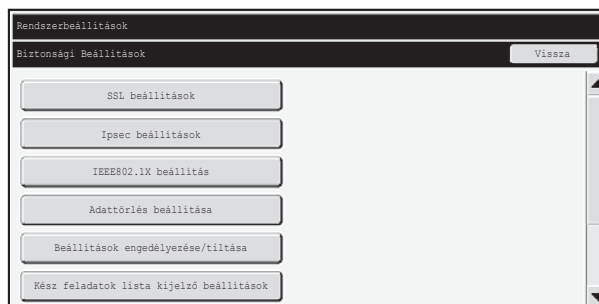 Rendszerbeállítások
Biztonsági Beállítások
Vissza
SSL beállítások
Ipsec beállítások
IEEE802.1X beállítás
Adattörlés beállítása
Beállítások engedélyezése/tiltása
Kész feladatok lista kijelző beállítások